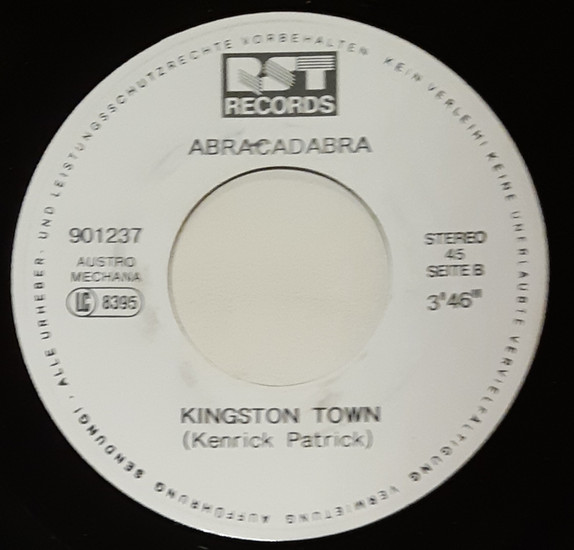 ALLE URHEBER- UND LEISTUNGSSCHUTZRECHTE VORBEHALTEN · KEIN VERLEIH! KEINE UNERLAUBTE VERVIELFÄLTIGUNG VERMIETUNG AUFFÜHRUNG SENDUNG! ·
RST
RECORDS
ABRACADABRA
901237
AUSTRO
MECHANA
LC 8395
STEREO
45
SEITE B
3'46"
KINGSTON TOWN
(Kenrick Patrick)